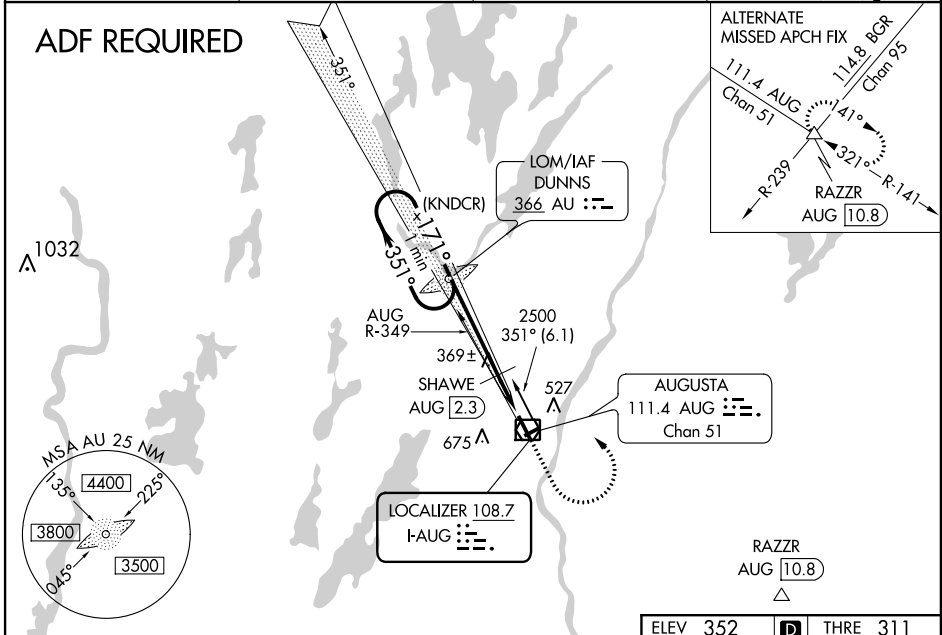 ADF REQUIRED
351°
ALTERNATE
MISSED APCH FIX
114.8 BGR
Chan 95
111.4 AUG
Chan 51
141°
321°
R-141
R-239
RAZZR
AUG 10.8
LOM/IAF
DUNNS
366 AU
(KNDCR)
171°
1 min
351°
1032
AUG
R-349
2500
351° (6.1)
369±
SHAWE
AUG 2.3
527
675
AUGUSTA
111.4 AUG
Chan 51
MSA AU 25 NM
135°
4400
225°
3800
3500
045°
LOCALIZER 108.7
I-AUG
RAZZR
AUG 10.8
ELEV 352 D THRE 311